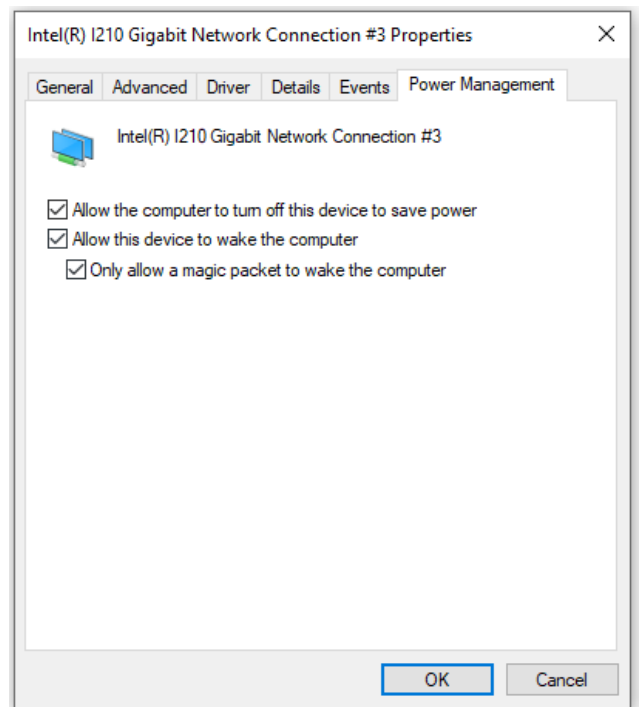 Intel(R) I210 Gigabit Network Connection #3 Properties
General Advanced Driver Details Events Power Management
Intel(R) I210 Gigabit Network Connection #3
Allow the computer to turn off this device to save power
Allow this device to wake the computer
Only allow a magic packet to wake the computer
OK Cancel